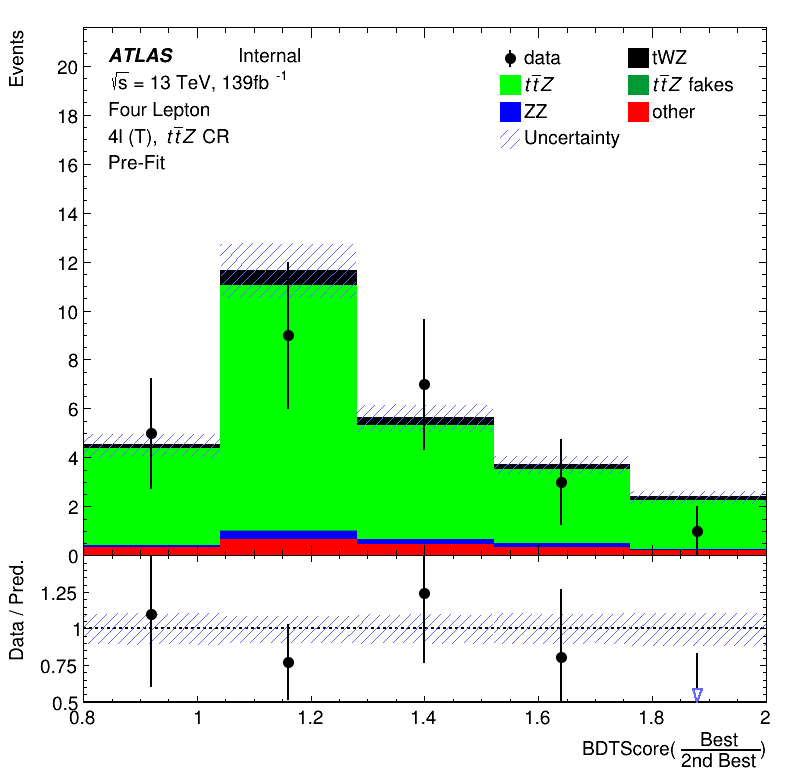 Events
20
18
16
14
12
10
8
6
4
2
0
ATLAS Internal
√s = 13 TeV, 139fb -1
Four Lepton
4l (T), tt̅Z CR
Pre-Fit
data tWZ
tt̅Z tt̅Z fakes
ZZ other
Uncertainty
Data / Pred.
1.25
1
0.75
0.5
0.8 1 1.2 1.4 1.6 1.8 2
BDTScore( Best / 2nd Best )